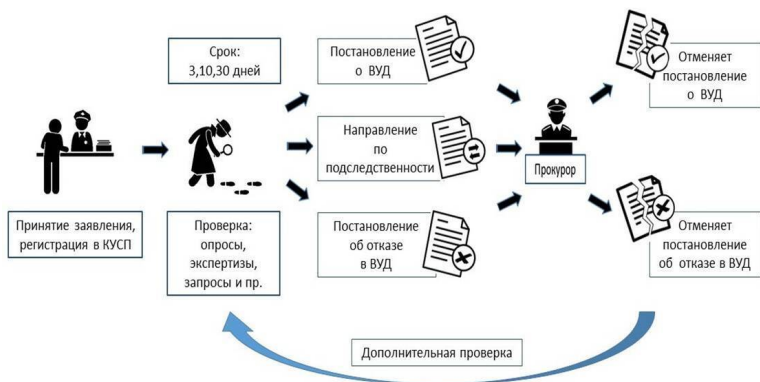 Срок:
3,10,30 дней
Постановление
о ВУД
Отменяет
постановление
о ВУД
Направление
по
подследственности
Прокурор
Принятие заявления,
регистрация в КУСП
Проверка:
опросы,
экспертизы,
запросы и пр.
Постановление
об отказе
в ВУД
Отменяет
постановление
об отказе в ВУД
Дополнительная проверка